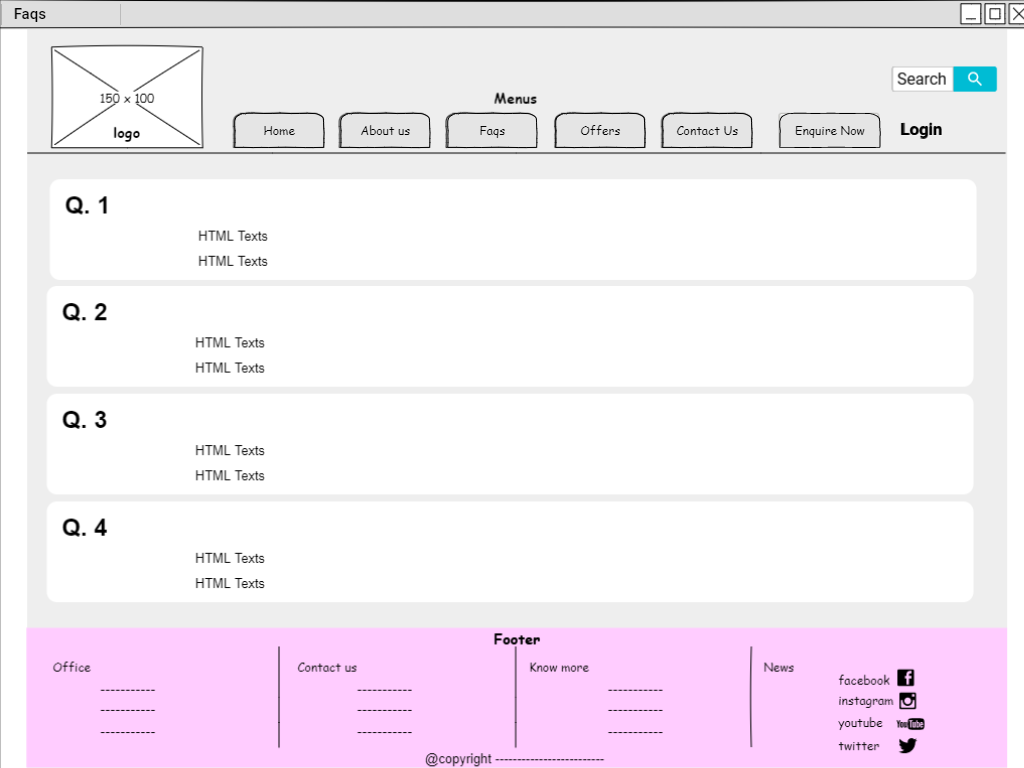 Faqs
150 x 100
logo
Search
Menus
Home
About us
Faqs
Offers
Contact Us
Enquire Now
Login
Q. 1
HTML Texts
HTML Texts
Q. 2
HTML Texts
HTML Texts
Q. 3
HTML Texts
HTML Texts
Q. 4
HTML Texts
HTML Texts
Footer
Office
-----------
-----------
-----------
Contact us
-----------
-----------
-----------
Know more
-----------
-----------
-----------
News
facebook
instagram
youtube YouTube
twitter
@copyright -------------------------